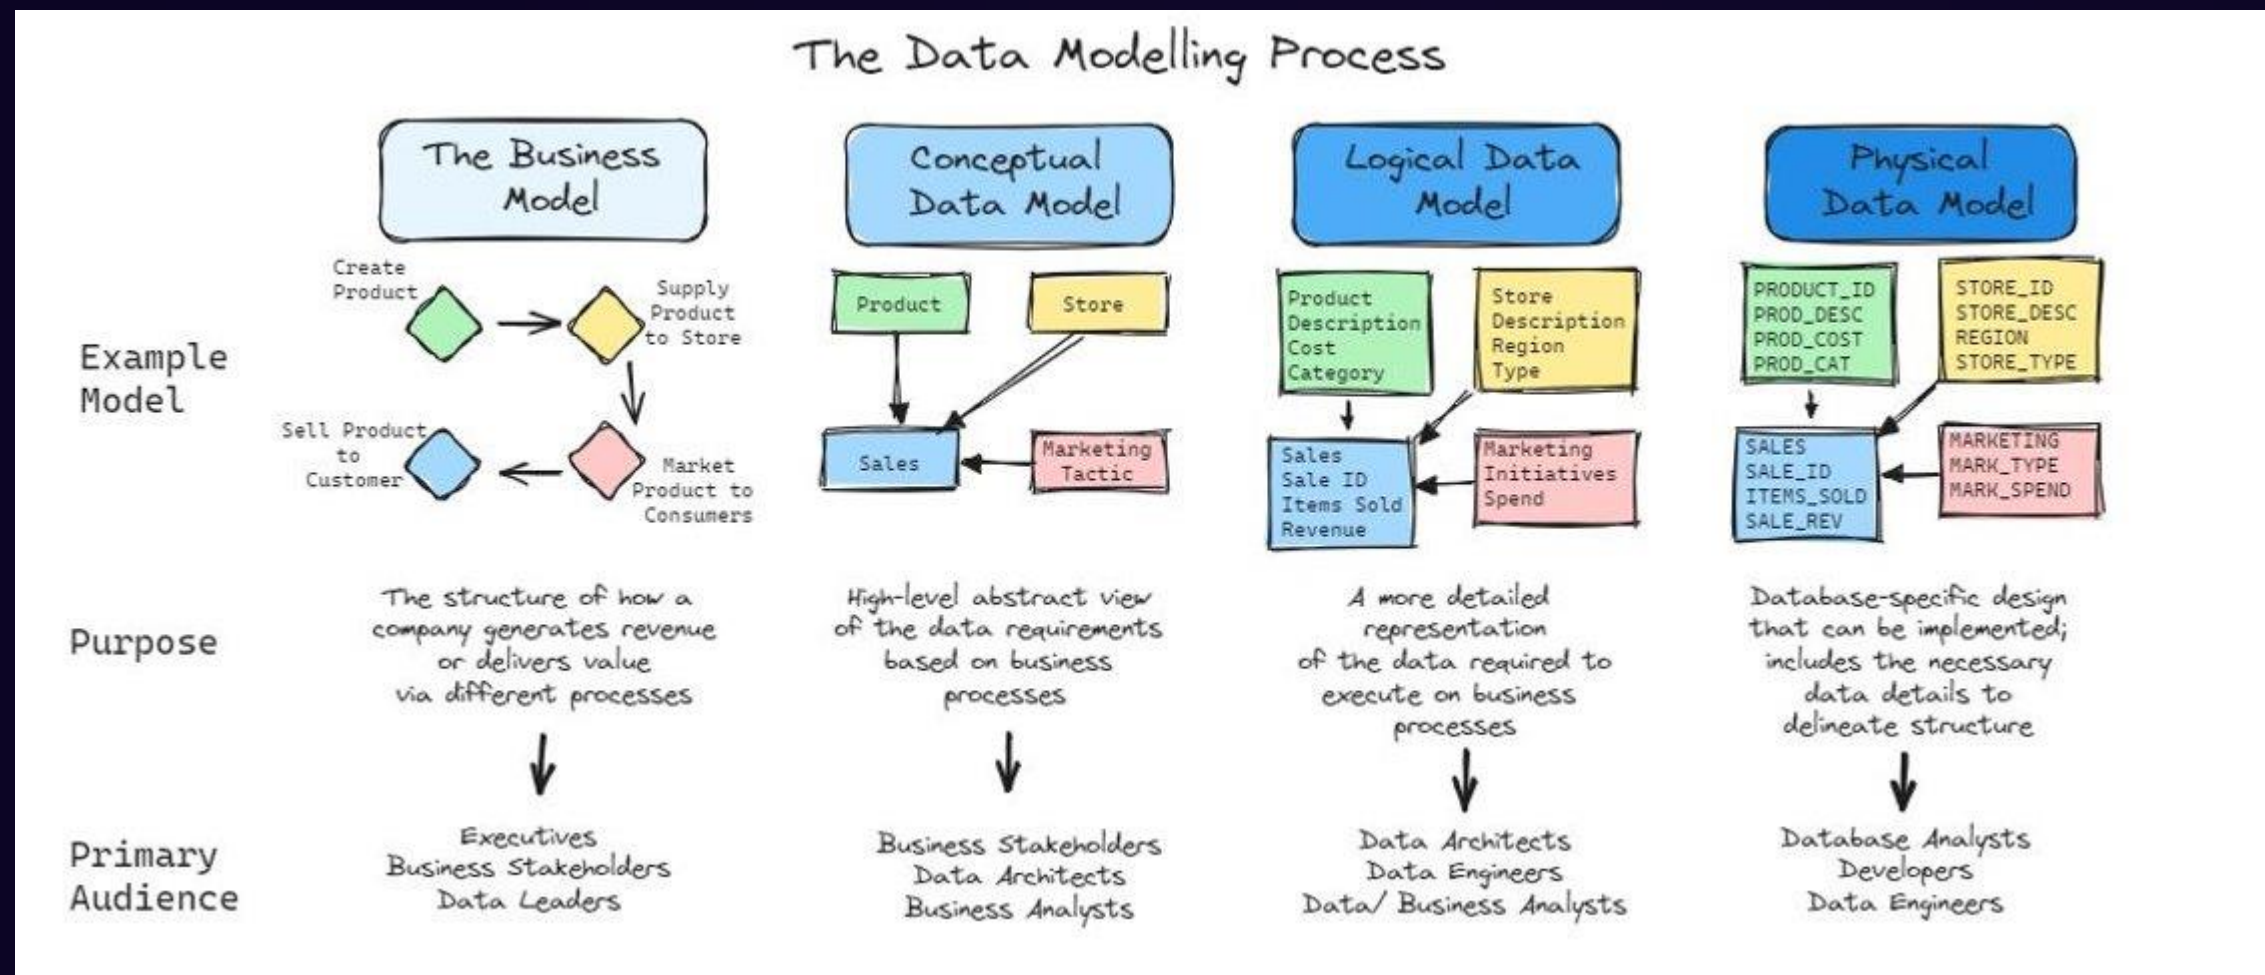 The Data Modelling Process
The Business
Model
Conceptual
Data Model
Logical Data
Model
Physical
Data Model
Example
Model
Create
Product
Supply
Product
to Store
Sell Product
to
Customer
Market
Product to
Consumers
Product
Store
Sales
Marketing
Tactic
Product
Description
Cost
Category
Store
Description
Region
Type
Sales
Sale ID
Items Sold
Revenue
Marketing
Initiatives
Spend
PRODUCT_ID
PROD_DESC
PROD_COST
PROD_CAT
STORE_ID
STORE_DESC
REGION
STORE_TYPE
SALES
SALE_ID
ITEMS_SOLD
SALE_REV
MARKETING
MARK_TYPE
MARK_SPEND
Purpose
The structure of how a
company generates revenue
or delivers value
via different processes
High-level abstract view
of the data requirements
based on business
processes
A more detailed
representation
of the data required to
execute on business
processes
Database-specific design
that can be implemented;
includes the necessary
data details to
delineate structure
Primary
Audience
Executives
Business Stakeholders
Data Leaders
Business Stakeholders
Data Architects
Business Analysts
Data Architects
Data Engineers
Data/ Business Analysts
Database Analysts
Developers
Data Engineers